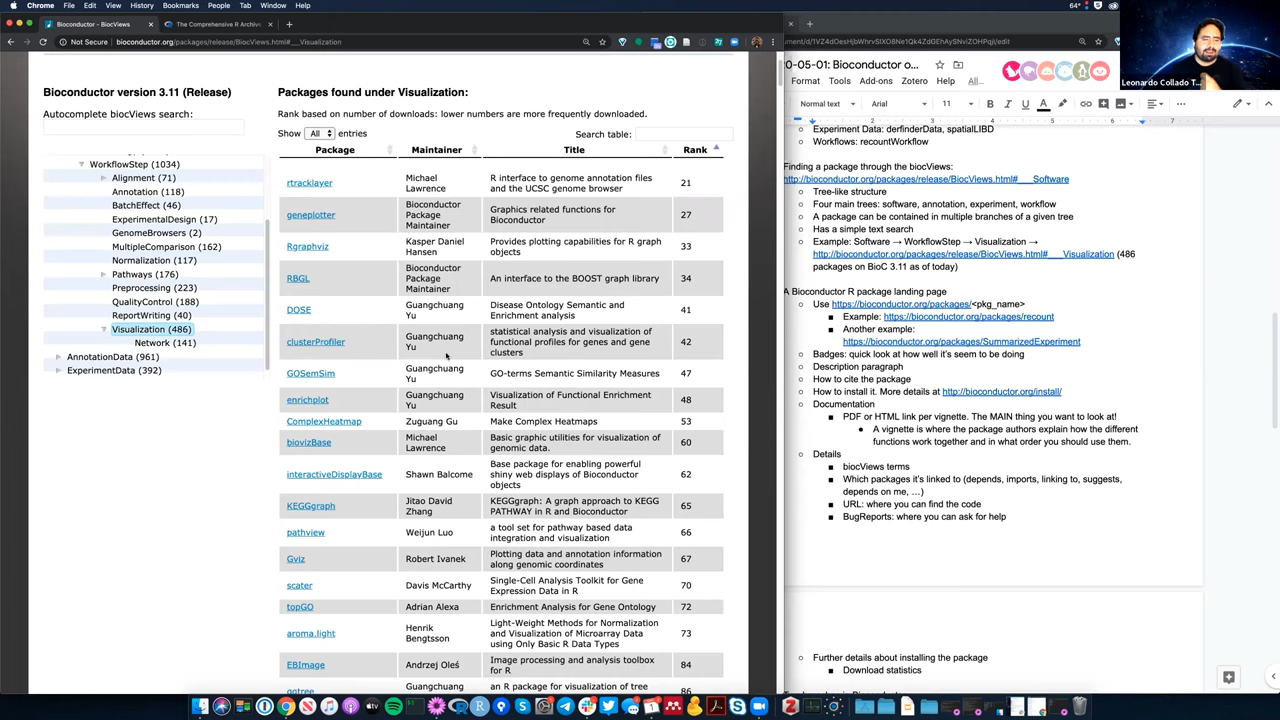 Chrome File Edit View History Bookmarks People Tab Window Help
64°
Bioconductor - BiocViews
The Comprehensive R Archiv
Not Secure | bioconductor.org/packages/release/BiocViews.html#___Visualization
Bioconductor version 3.11 (Release)
Autocomplete biocViews search:
WorkflowStep (1034)
Alignment (71)
Annotation (118)
BatchEffect (46)
ExperimentalDesign (17)
GenomeBrowsers (2)
MultipleComparison (162)
Normalization (117)
Pathways (176)
Preprocessing (223)
QualityControl (188)
ReportWriting (40)
Visualization (486)
Network (141)
AnnotationData (961)
ExperimentData (392)
Packages found under Visualization:
Rank based on number of downloads: lower numbers are more frequently downloaded.
Show All entries
Search table:
Package Maintainer Title Rank
rtracklayer Michael Lawrence R interface to genome annotation files and the UCSC genome browser 21
geneplotter Bioconductor Package Maintainer Graphics related functions for Bioconductor 27
Rgraphviz Kasper Daniel Hansen Provides plotting capabilities for R graph objects 33
RBGL Bioconductor Package Maintainer An interface to the BOOST graph library 34
DOSE Guangchuang Yu Disease Ontology Semantic and Enrichment analysis 41
clusterProfiler Guangchuang Yu statistical analysis and visualization of functional profiles for genes and gene clusters 42
GOSemSim Guangchuang Yu GO-terms Semantic Similarity Measures 47
enrichplot Guangchuang Yu Visualization of Functional Enrichment Result 48
ComplexHeatmap Zuguang Gu Make Complex Heatmaps 53
biovizBase Michael Lawrence Basic graphic utilities for visualization of genomic data. 60
interactiveDisplayBase Shawn Balcome Base package for enabling powerful shiny web displays of Bioconductor objects 62
KEGGgraph Jitao David Zhang KEGGgraph: A graph approach to KEGG PATHWAY in R and Bioconductor 65
pathview Weijun Luo a tool set for pathway based data integration and visualization 66
Gviz Robert Ivanek Plotting data and annotation information along genomic coordinates 67
scater Davis McCarthy Single-Cell Analysis Toolkit for Gene Expression Data in R 70
topGO Adrian Alexa Enrichment Analysis for Gene Ontology 72
aroma.light Henrik Bengtsson Light-Weight Methods for Normalization and Visualization of Microarray Data using Only Basic R Data Types 73
EBImage Andrzej Oleś Image processing and analysis toolbox for R 84
ggtree Guangchuang an R package for visualization of tree 86
ument/d/1VZ4dOesHjbWhrvSIXO8Ne1Qk4ZdGEhAySNviZOHPqjI/edit
0-05-01: Bioconductor o...
Format Tools Add-ons Zotero Help All...
Normal text Arial 11 B I U A
2 3 4 5 6 7
Experiment Data: derfinderData, spatialLIBD
Workflows: recountWorkflow
Finding a package through the biocViews:
http://bioconductor.org/packages/release/BiocViews.html#___Software
Tree-like structure
Four main trees: software, annotation, experiment, workflow
A package can be contained in multiple branches of a given tree
Has a simple text search
Example: Software → WorkflowStep → Visualization →
http://bioconductor.org/packages/release/BiocViews.html#___Visualization (486
packages on BioC 3.11 as of today)
A Bioconductor R package landing page
Use https://bioconductor.org/packages/<pkg_name>
Example: https://bioconductor.org/packages/recount
Another example:
https://bioconductor.org/packages/SummarizedExperiment
Badges: quick look at how well it's seem to be doing
Description paragraph
How to cite the package
How to install it. More details at http://bioconductor.org/install/
Documentation
PDF or HTML link per vignette. The MAIN thing you want to look at!
A vignette is where the package authors explain how the different
functions work together and in what order you should use them.
Details
biocViews terms
Which packages it's linked to (depends, imports, linking to, suggests,
depends on me, ...)
URL: where you can find the code
BugReports: where you can ask for help
Further details about installing the package
Download statistics
Leonardo Collado T...